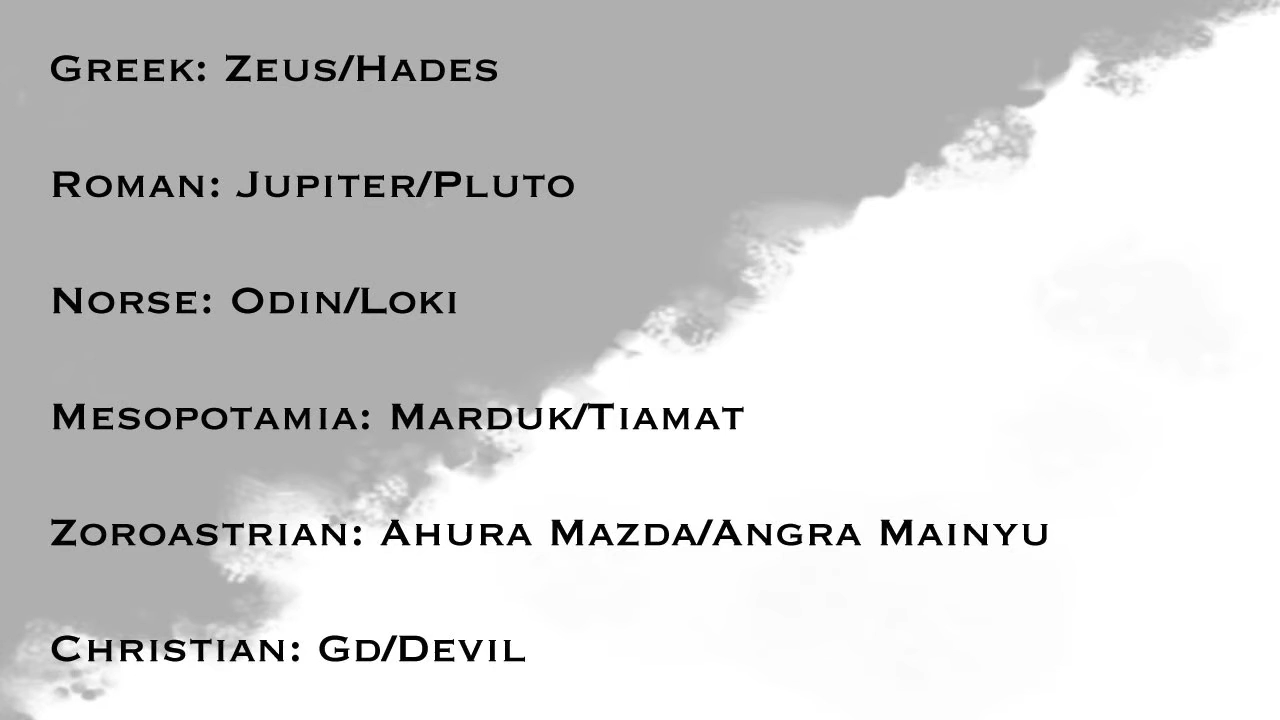 Greek: Zeus/Hades
Roman: Jupiter/Pluto
Norse: Odin/Loki
Mesopotamia: Marduk/Tiamat
Zoroastrian: Ahura Mazda/Angra Mainyu
Christian: Gd/Devil